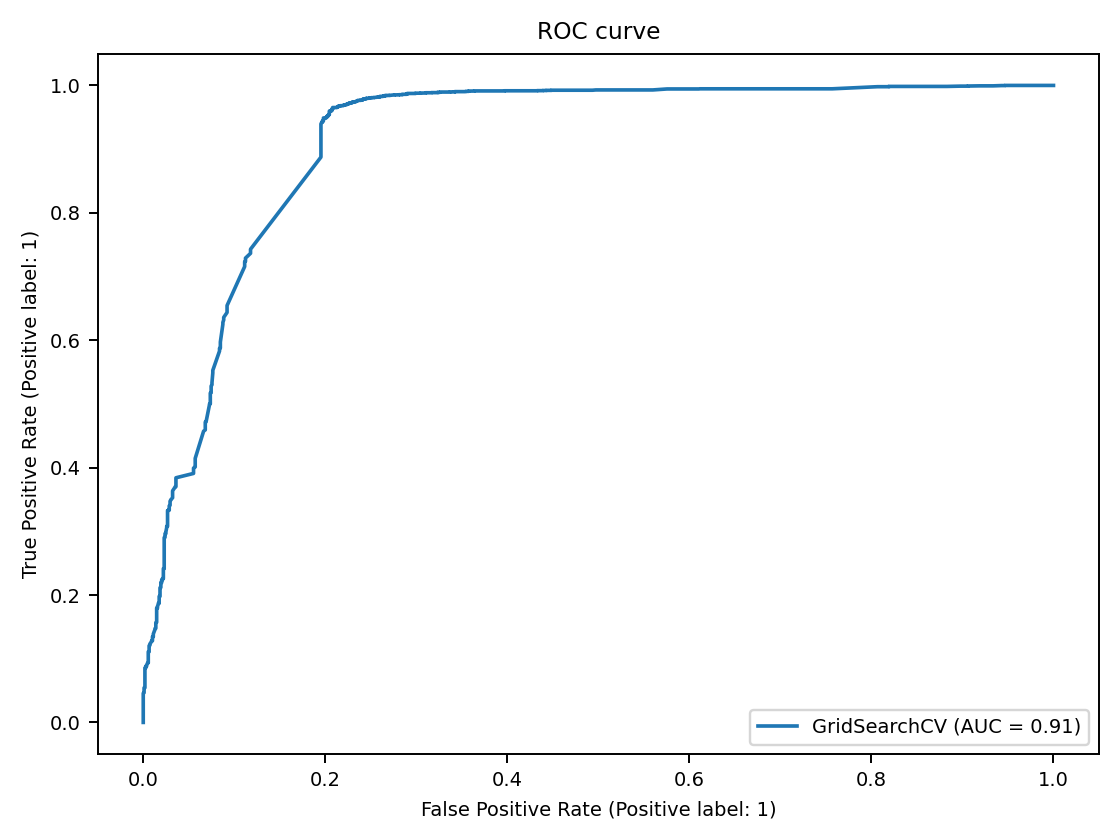 ROC curve
True Positive Rate (Positive label: 1)
1.0
0.8
0.6
0.4
0.2
0.0
GridSearchCV (AUC = 0.91)
0.0 0.2 0.4 0.6 0.8 1.0
False Positive Rate (Positive label: 1)